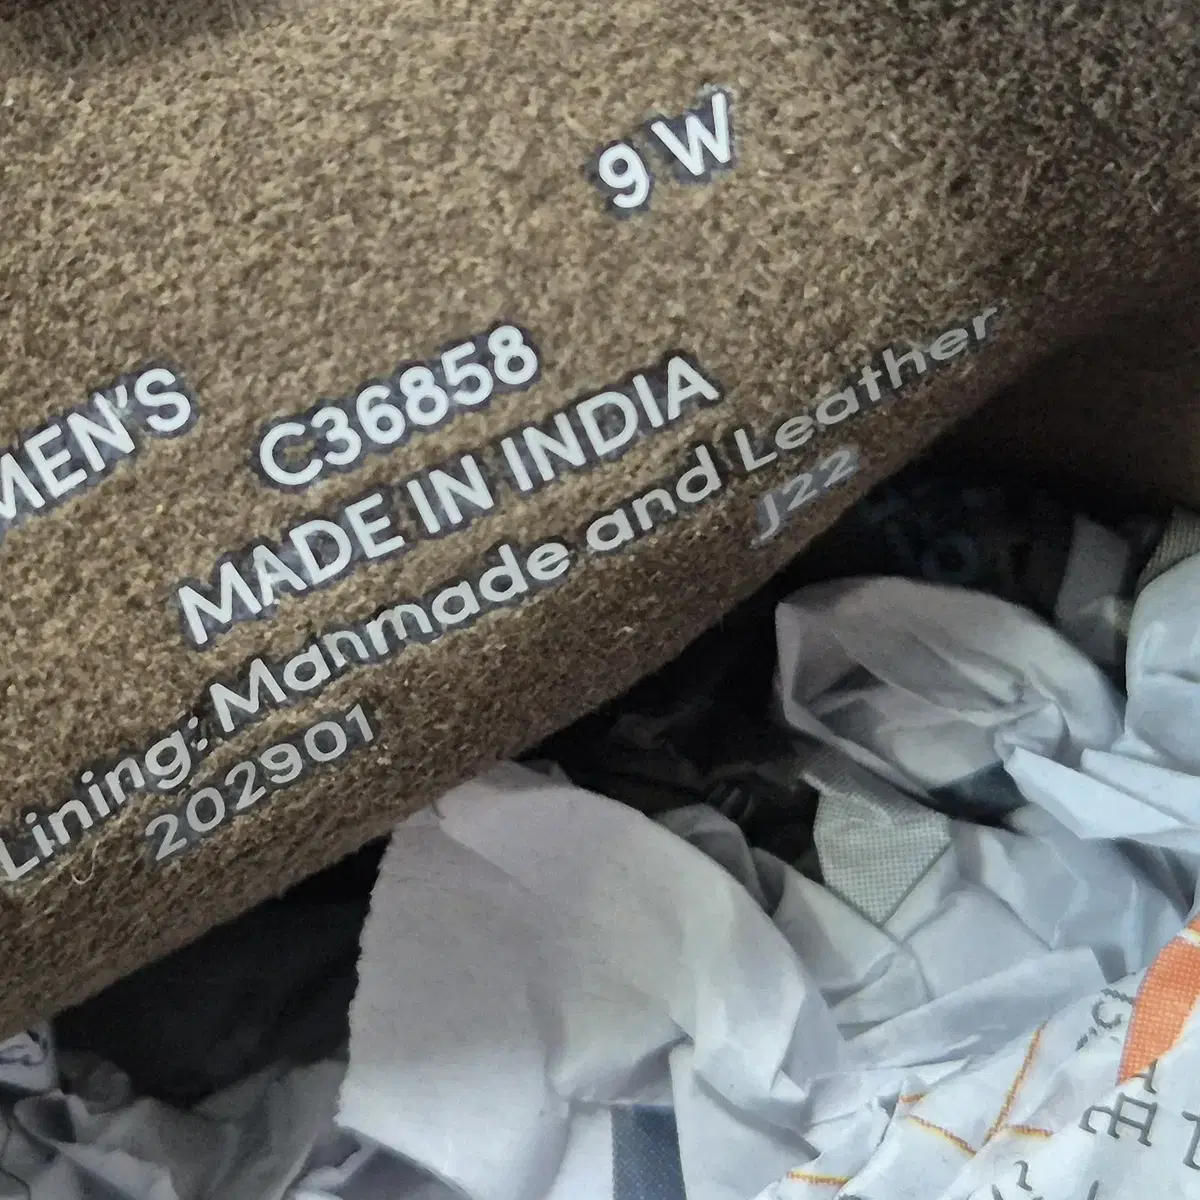 9 W
MEN'S C36858
MADE IN INDIA
Lining: Manmade and Leather
202901 J22